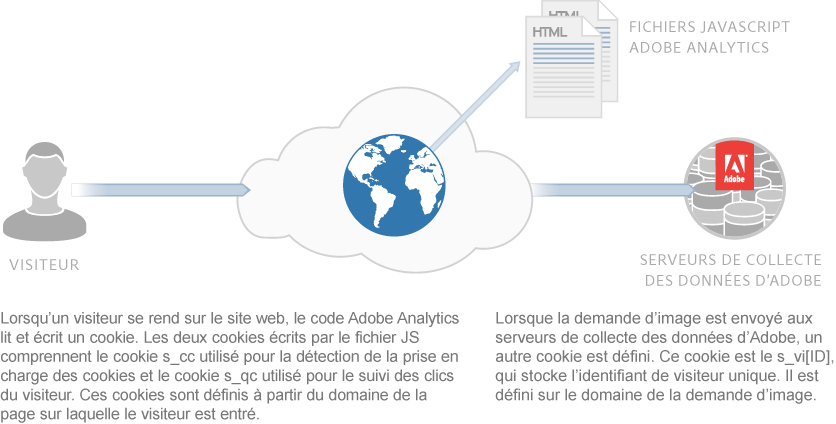 HTML
HTML
FICHIERS JAVASCRIPT
ADOBE ANALYTICS
Adobe
VISITEUR
SERVEURS DE COLLECTE
DES DONNÉES D'ADOBE
Lorsqu'un visiteur se rend sur le site web, le code Adobe Analytics
lit et écrit un cookie. Les deux cookies écrits par le fichier JS
comprennent le cookie s_cc utilisé pour la détection de la prise en
charge des cookies et le cookie s_qc utilisé pour le suivi des clics
du visiteur. Ces cookies sont définis à partir du domaine de la
page sur laquelle le visiteur est entré.
Lorsque la demande d'image est envoyé aux
serveurs de collecte des données d'Adobe, un
autre cookie est défini. Ce cookie est le s_vi[ID],
qui stocke l'identifiant de visiteur unique. Il est
défini sur le domaine de la demande d'image.